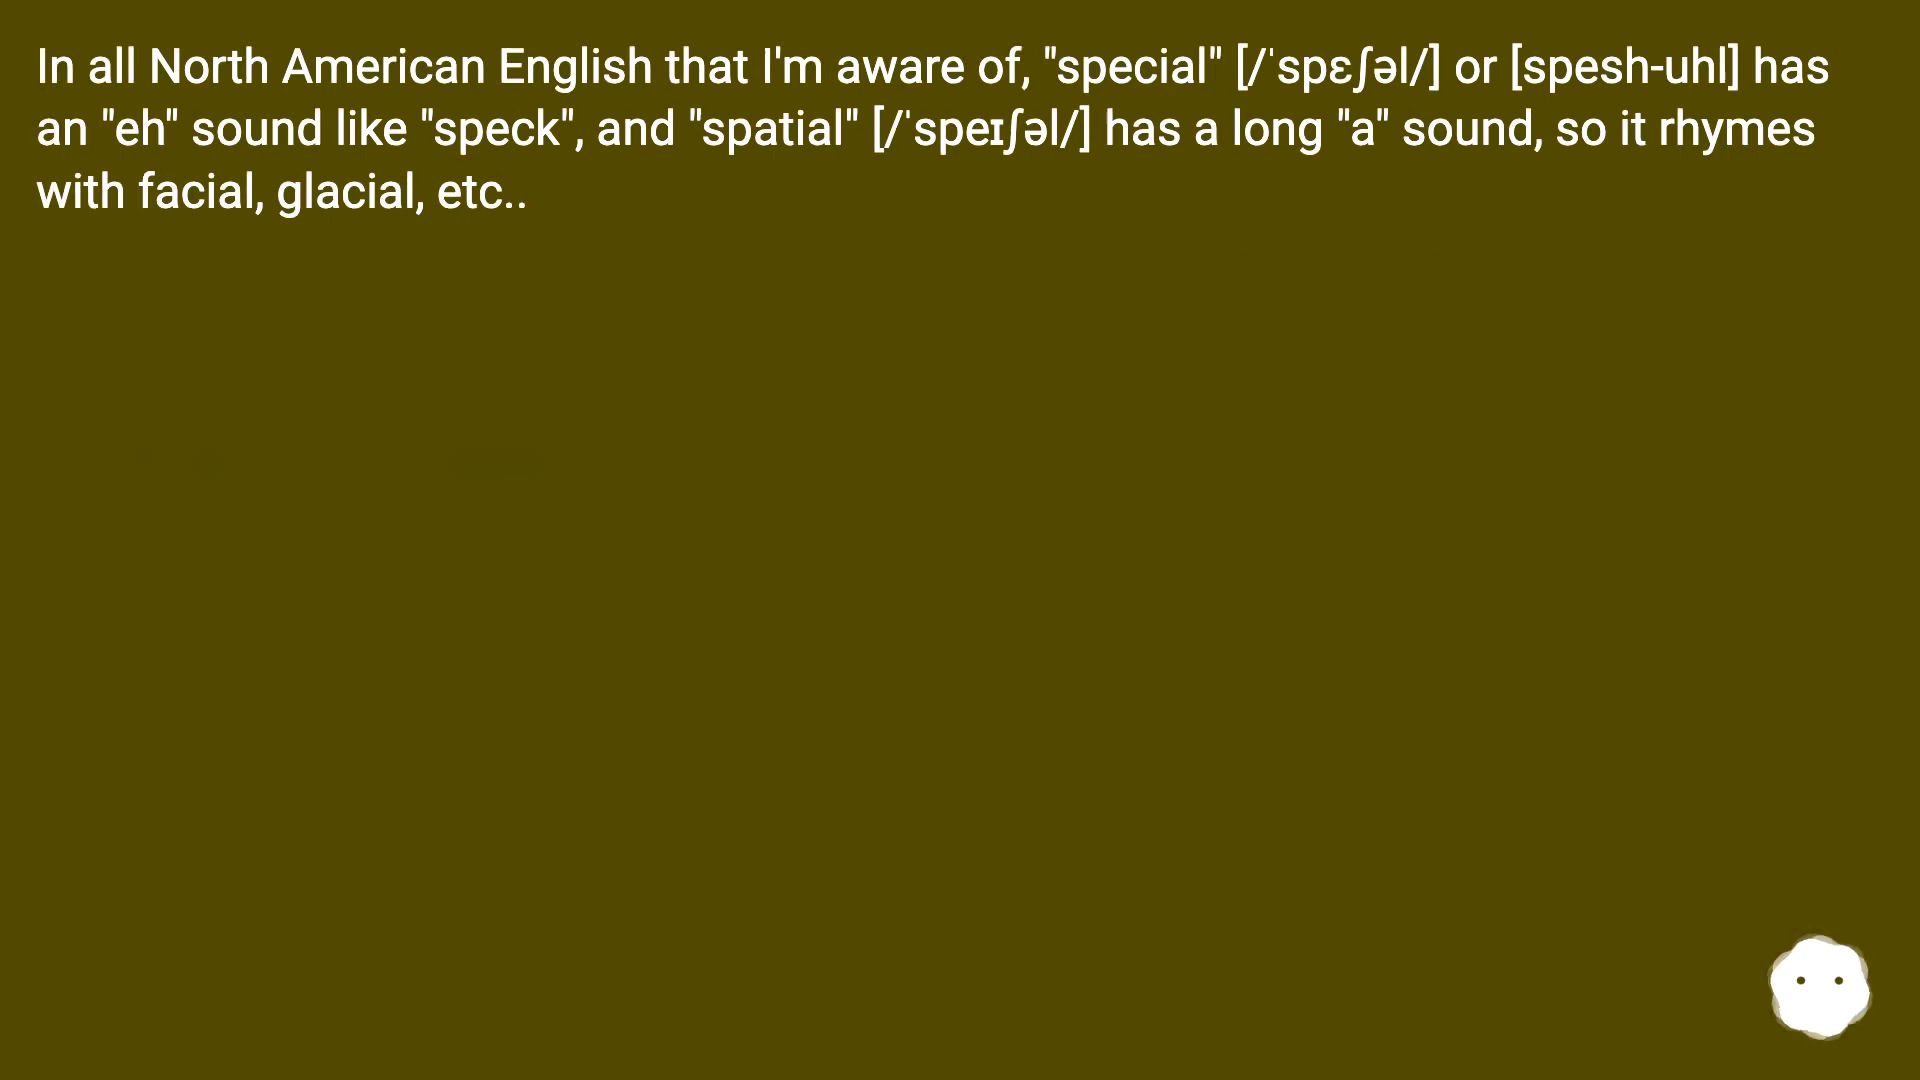 In all North American English that I'm aware of, "special" [/ˈspɛʃəl/] or [spesh-uhl] has
an "eh" sound like "speck", and "spatial" [/ˈspeɪʃəl/] has a long "a" sound, so it rhymes
with facial, glacial, etc..